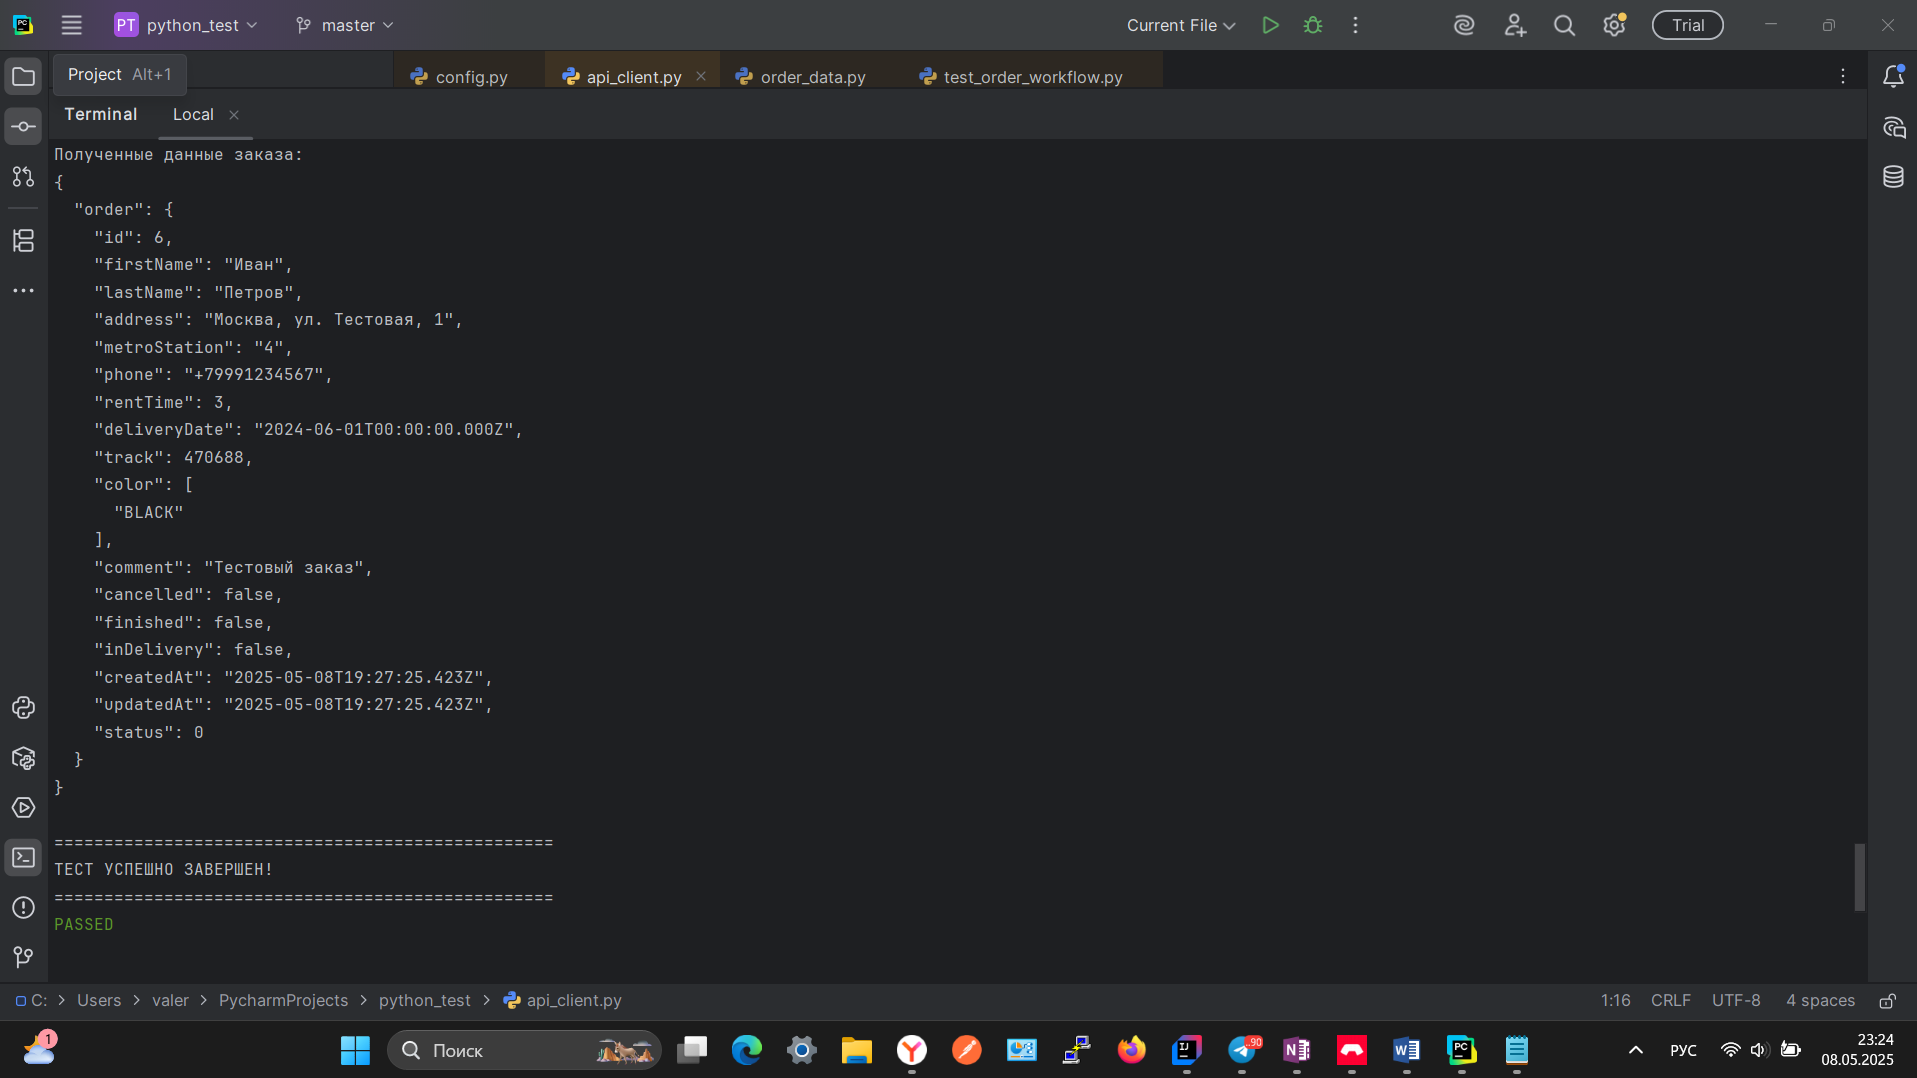 PC
PT python_test
master
Current File
Trial
Project Alt+1
config.py
api_client.py
order_data.py
test_order_workflow.py
Terminal
Local
Полученные данные заказа:
{
"order": {
"id": 6,
"firstName": "Иван",
"lastName": "Петров",
"address": "Москва, ул. Тестовая, 1",
"metroStation": "4",
"phone": "+79991234567",
"rentTime": 3,
"deliveryDate": "2024-06-01T00:00:00.000Z",
"track": 470688,
"color": [
"BLACK"
],
"comment": "Тестовый заказ",
"cancelled": false,
"finished": false,
"inDelivery": false,
"createdAt": "2025-05-08T19:27:25.423Z",
"updatedAt": "2025-05-08T19:27:25.423Z",
"status": 0
}
}
==================================================
ТЕСТ УСПЕШНО ЗАВЕРШЕН!
==================================================
PASSED
C: > Users > valer > PycharmProjects > python_test > api_client.py
1:16 CRLF UTF-8 4 spaces
1
Поиск
IJ
..90
N
W
PC
РУС
23:24
08.05.2025